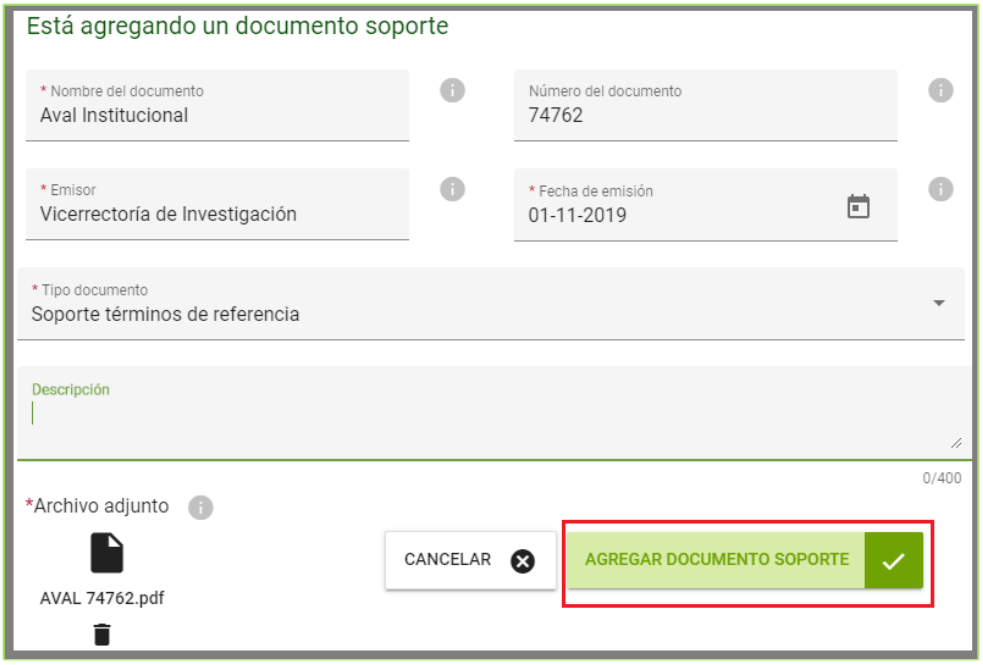 Está agregando un documento soporte
* Nombre del documento
Aval Institucional
Número del documento
74762
* Emisor
Vicerrectoría de Investigación
* Fecha de emisión
01-11-2019
* Tipo documento
Soporte términos de referencia
Descripción
0/400
*Archivo adjunto
AVAL 74762.pdf
CANCELAR
AGREGAR DOCUMENTO SOPORTE